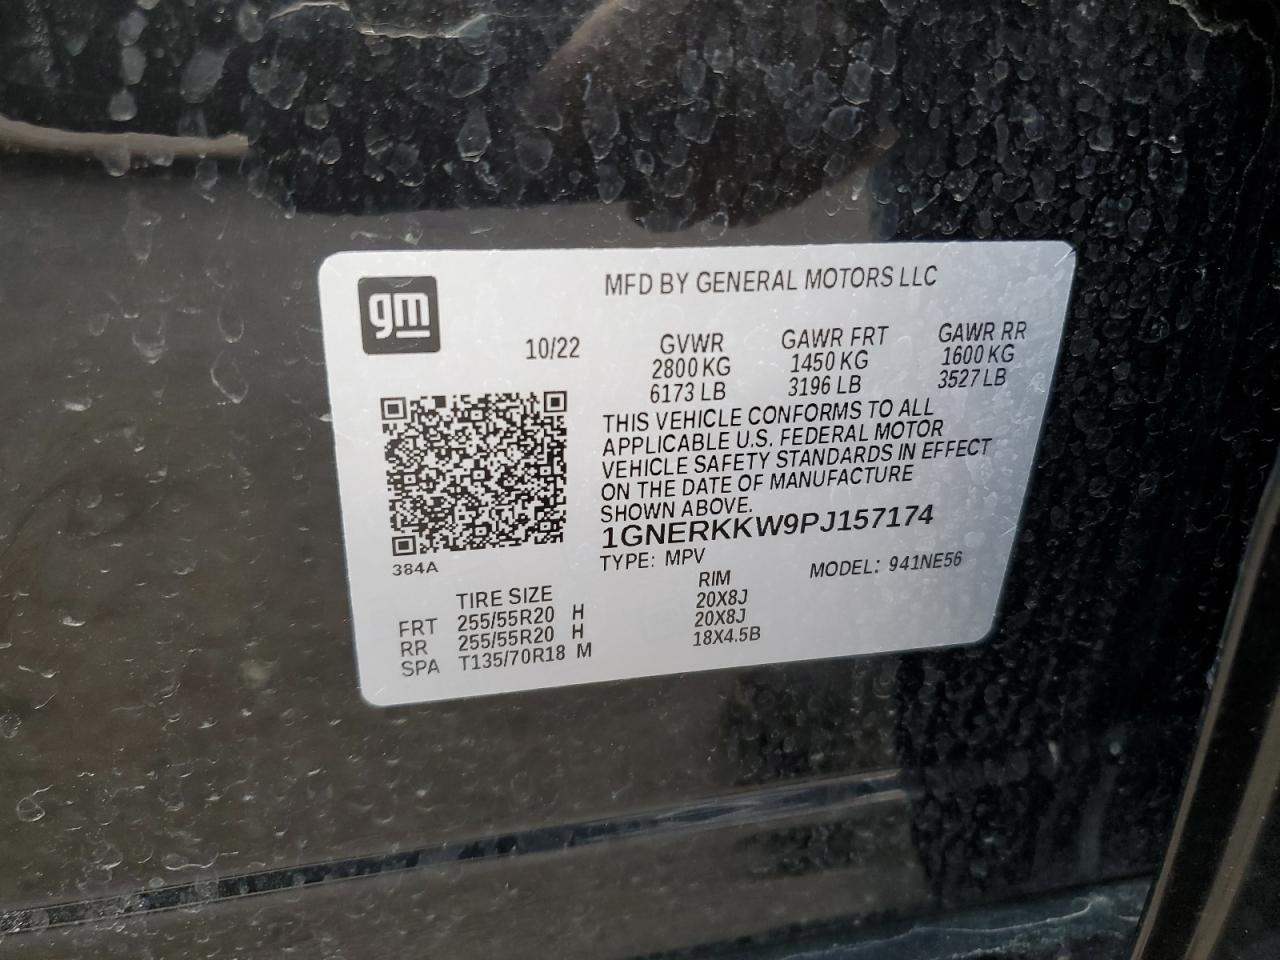 gm
MFD BY GENERAL MOTORS LLC
10/22 GVWR GAWR FRT GAWR RR
2800 KG 1450 KG 1600 KG
6173 LB 3196 LB 3527 LB
THIS VEHICLE CONFORMS TO ALL
APPLICABLE U.S. FEDERAL MOTOR
VEHICLE SAFETY STANDARDS IN EFFECT
ON THE DATE OF MANUFACTURE
SHOWN ABOVE.
1GNERKKW9PJ157174
TYPE: MPV MODEL: 941NE56
384A
TIRE SIZE RIM
FRT 255/55R20 H 20X8J
RR 255/55R20 H 20X8J
SPA T135/70R18 M 18X4.5B